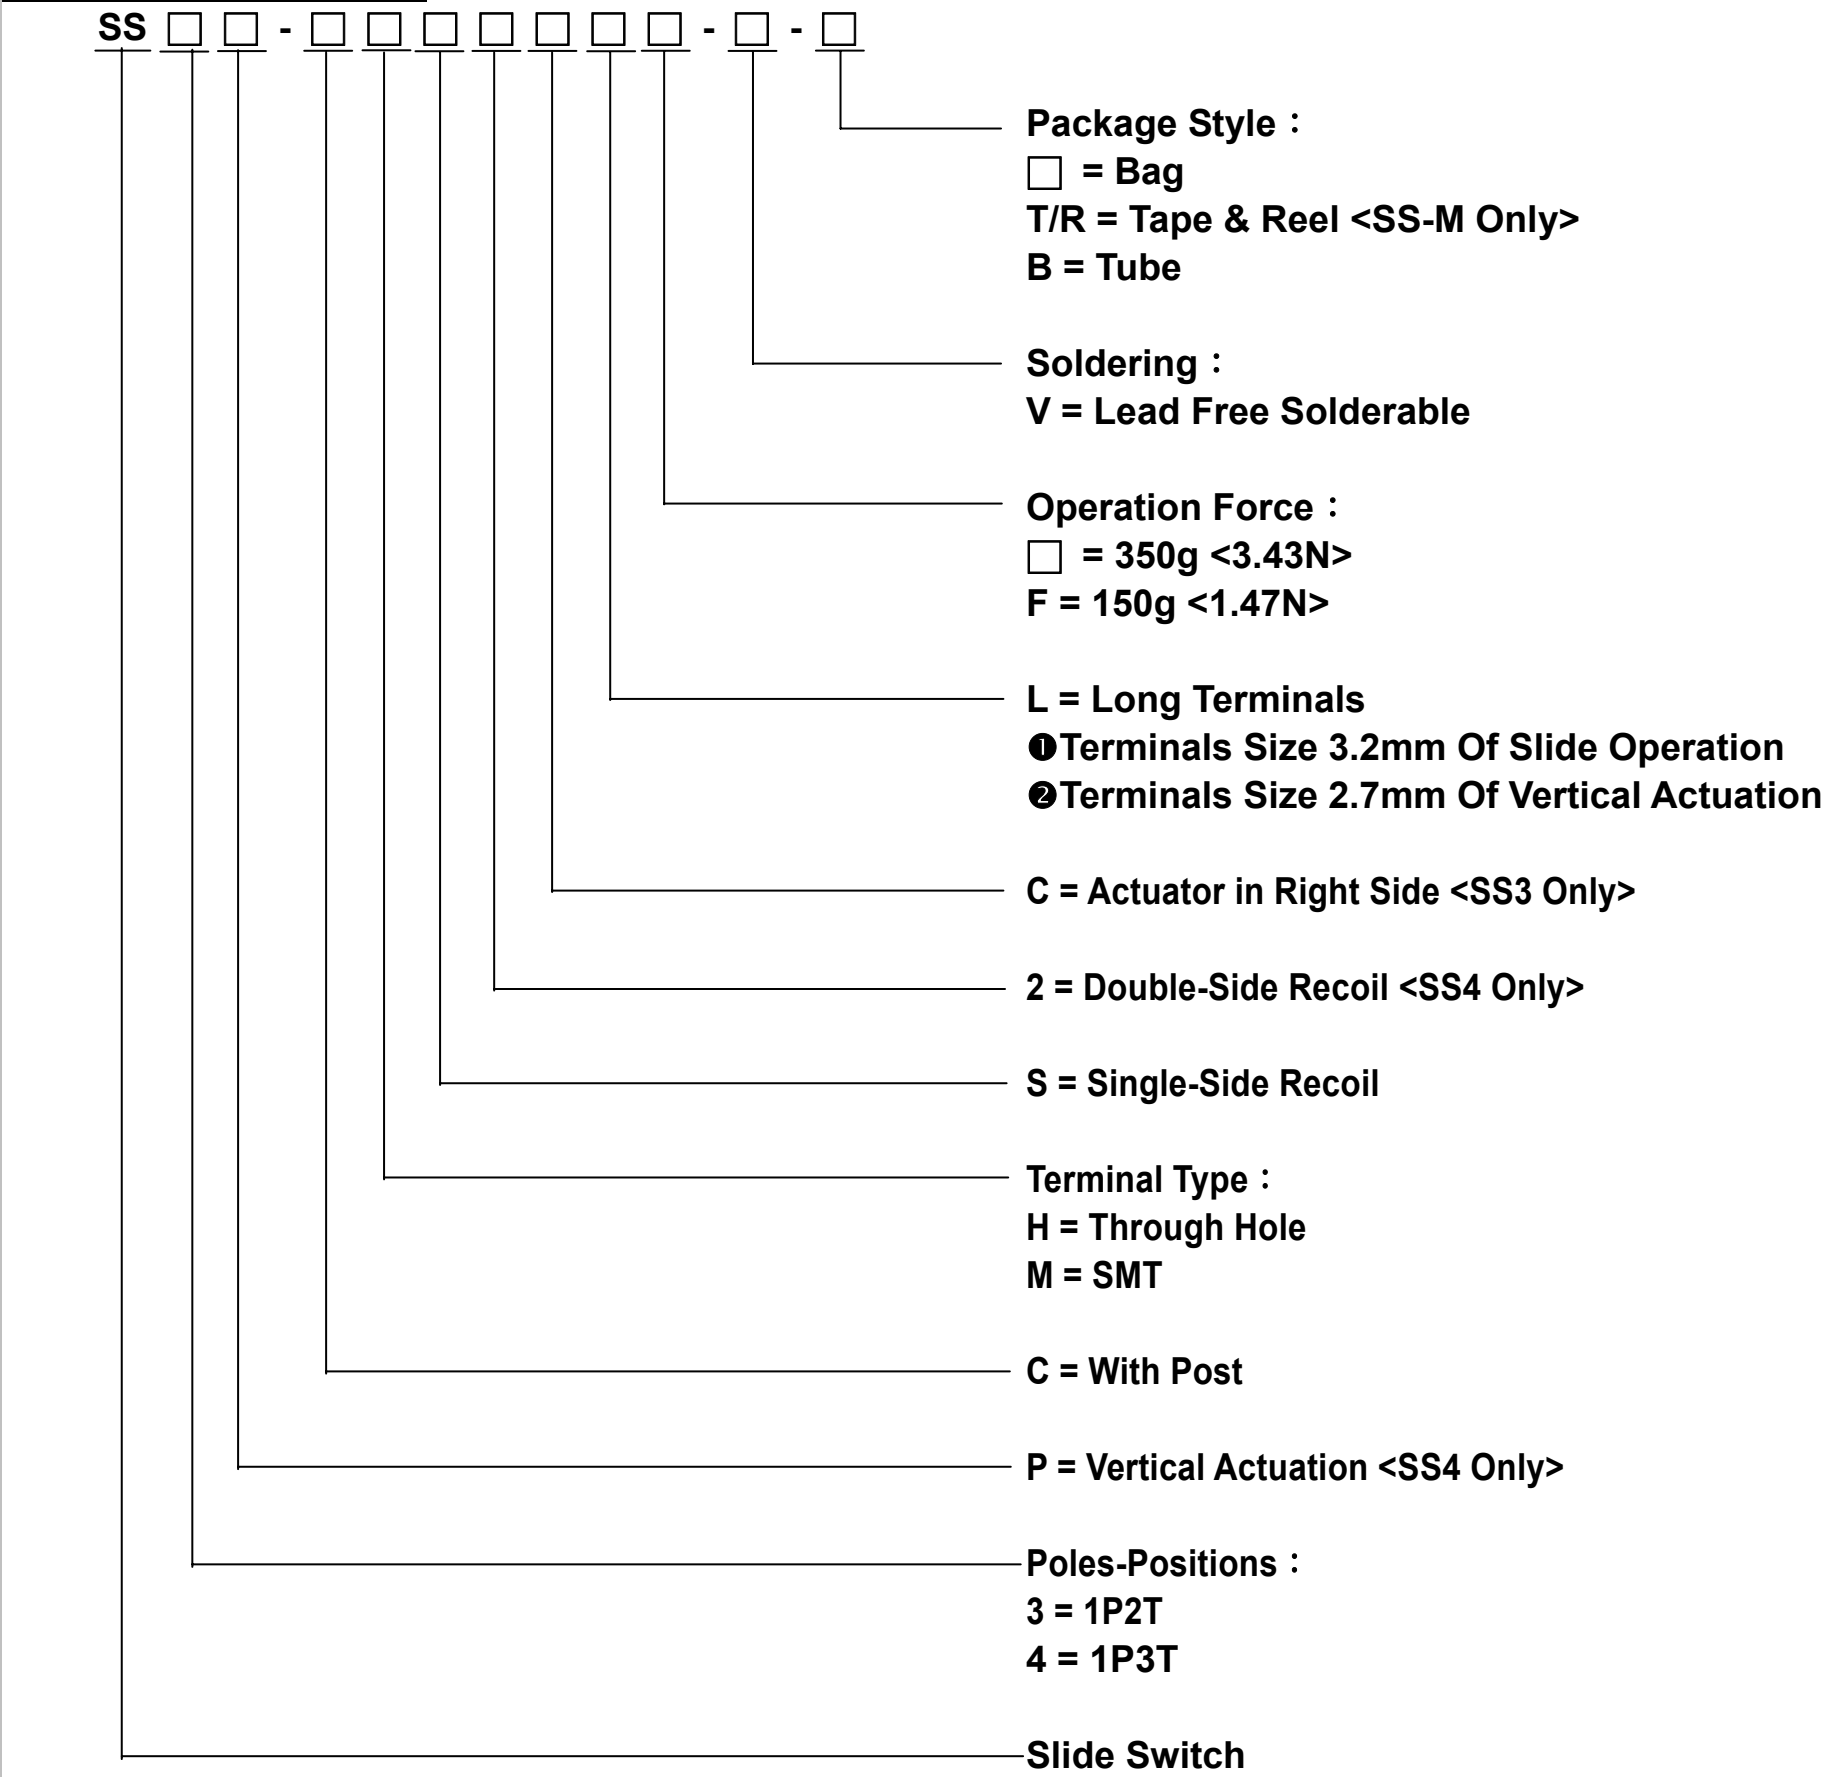 SS □ □ - □ □ □ □ □ □ □ - □ - □
Package Style：
□ = Bag
T/R = Tape & Reel <SS-M Only>
B = Tube
Soldering：
V = Lead Free Solderable
Operation Force：
□ = 350g <3.43N>
F = 150g <1.47N>
L = Long Terminals
❶Terminals Size 3.2mm Of Slide Operation
❷Terminals Size 2.7mm Of Vertical Actuation
C = Actuator in Right Side <SS3 Only>
2 = Double-Side Recoil <SS4 Only>
S = Single-Side Recoil
Terminal Type：
H = Through Hole
M = SMT
C = With Post
P = Vertical Actuation <SS4 Only>
Poles-Positions：
3 = 1P2T
4 = 1P3T
Slide Switch